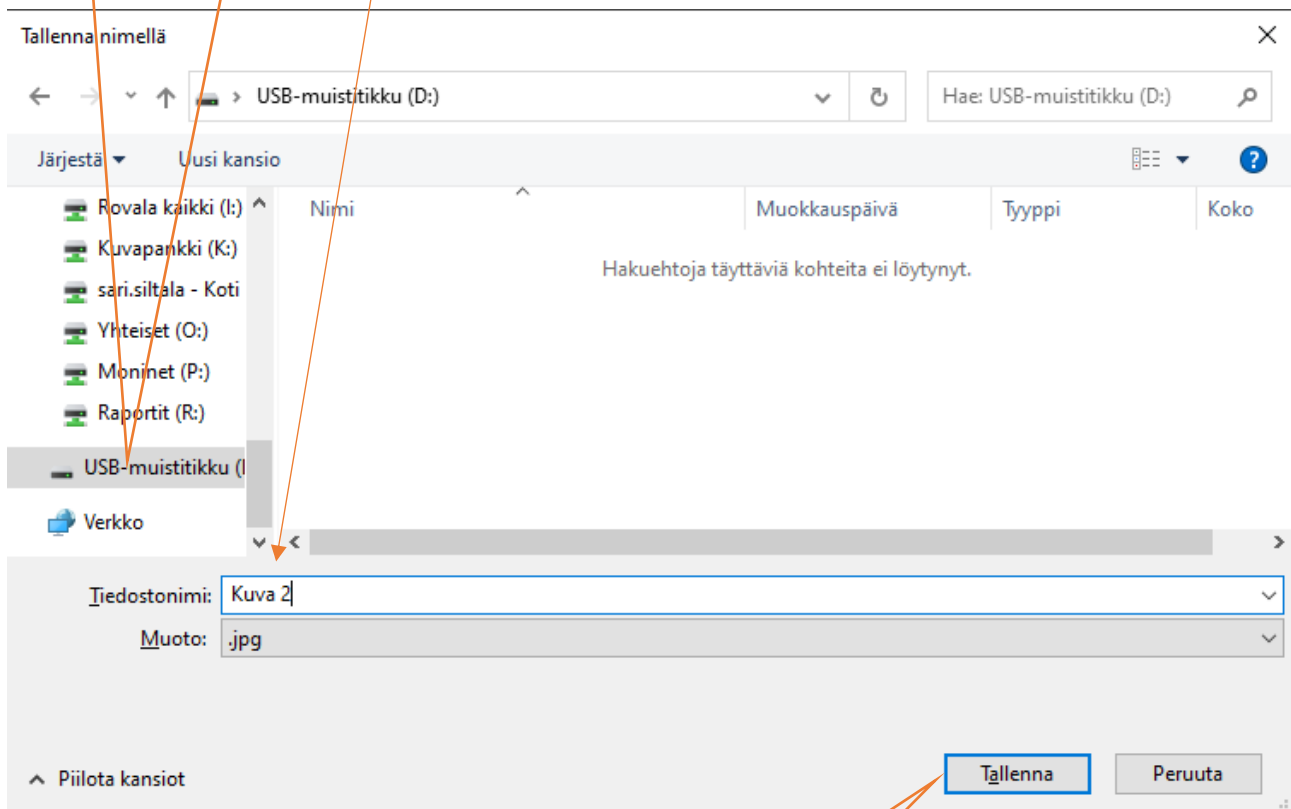 Tallenna nimellä
USB-muistitikku (D:)
Hae: USB-muistitikku (D:)
Järjestä
Uusi kansio
Nimi
Muokkauspäivä
Tyyppi
Koko
Rovala kaikki (I:)
Kuvapankki (K:)
sari.siltala - Koti
Yhteiset (O:)
Moninet (P:)
Raportit (R:)
USB-muistitikku (
Verkko
Hakuehtoja täyttäviä kohteita ei löytynyt.
Tiedostonimi: Kuva 2
Muoto: .jpg
Piilota kansiot
Tallenna
Peruuta